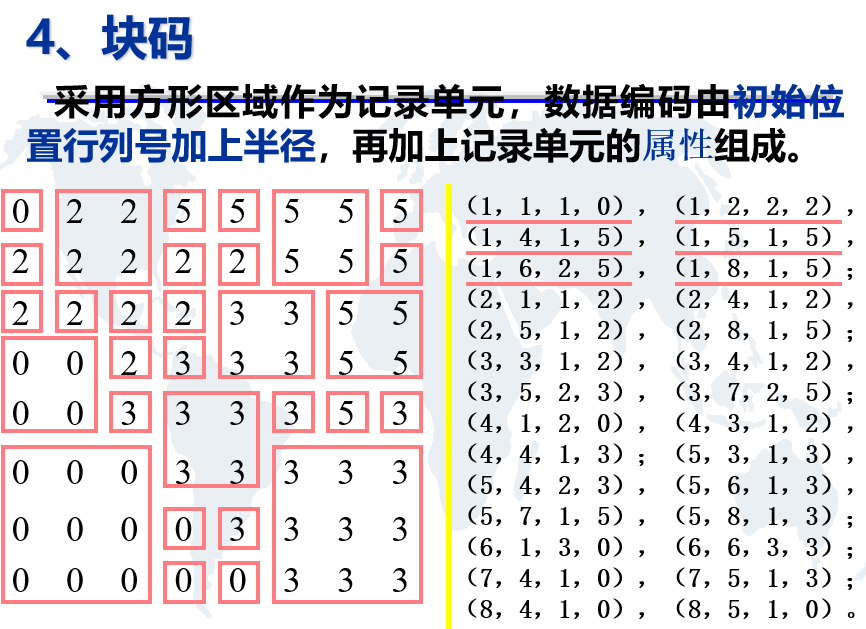 4、块码
采用方形区域作为记录单元，数据编码由初始位
置行列号加上半径，再加上记录单元的属性组成。
0 2 2 5 5 5 5 5
2 2 2 2 2 5 5 5
2 2 2 2 3 3 5 5
0 0 2 3 3 3 5 5
0 0 3 3 3 3 5 3
0 0 0 3 3 3 3 3
0 0 0 0 3 3 3 3
0 0 0 0 0 3 3 3
（1，1，1，0），（1，2，2，2），
（1，4，1，5），（1，5，1，5），
（1，6，2，5），（1，8，1，5）；
（2，1，1，2），（2，4，1，2），
（2，5，1，2），（2，8，1，5）；
（3，3，1，2），（3，4，1，2），
（3，5，2，3），（3，7，2，5）；
（4，1，2，0），（4，3，1，2），
（4，4，1，3）；（5，3，1，3），
（5，4，2，3），（5，6，1，3），
（5，7，1，5），（5，8，1，3）；
（6，1，3，0），（6，6，3，3）；
（7，4，1，0），（7，5，1，3）；
（8，4，1，0），（8，5，1，0）。